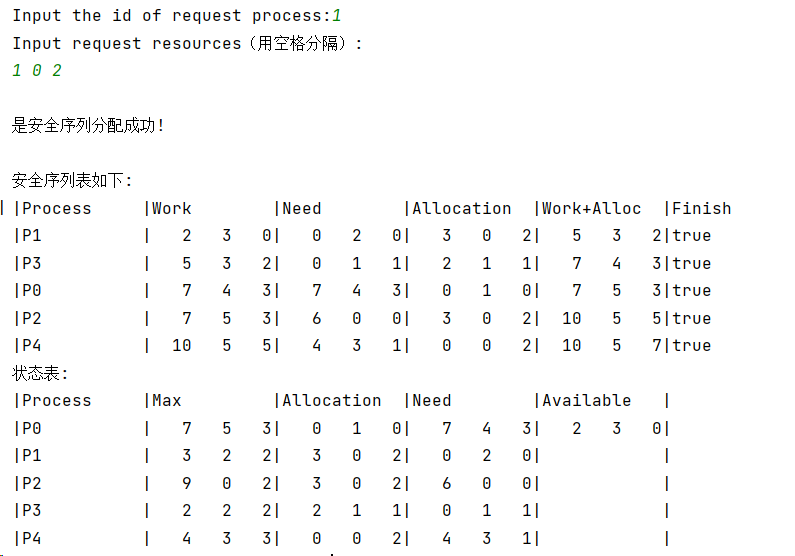 Input the id of request process:1
Input request resources（用空格分隔）:
1 0 2
是安全序列分配成功!
安全序列表如下:
|Process     |Work        |Need        |Allocation  |Work+Alloc  |Finish
|P1          |   2   3   0|   0   2   0|   3   0   2|   5   3   2|true
|P3          |   5   3   2|   0   1   1|   2   1   1|   7   4   3|true
|P0          |   7   4   3|   7   4   3|   0   1   0|   7   5   3|true
|P2          |   7   5   3|   6   0   0|   3   0   2|  10   5   5|true
|P4          |  10   5   5|   4   3   1|   0   0   2|  10   5   7|true
状态表:
|Process     |Max         |Allocation  |Need        |Available   |
|P0          |   7   5   3|   0   1   0|   7   4   3|   2   3   0|
|P1          |   3   2   2|   3   0   2|   0   2   0|            |
|P2          |   9   0   2|   3   0   2|   6   0   0|            |
|P3          |   2   2   2|   2   1   1|   0   1   1|            |
|P4          |   4   3   3|   0   0   2|   4   3   1|            |